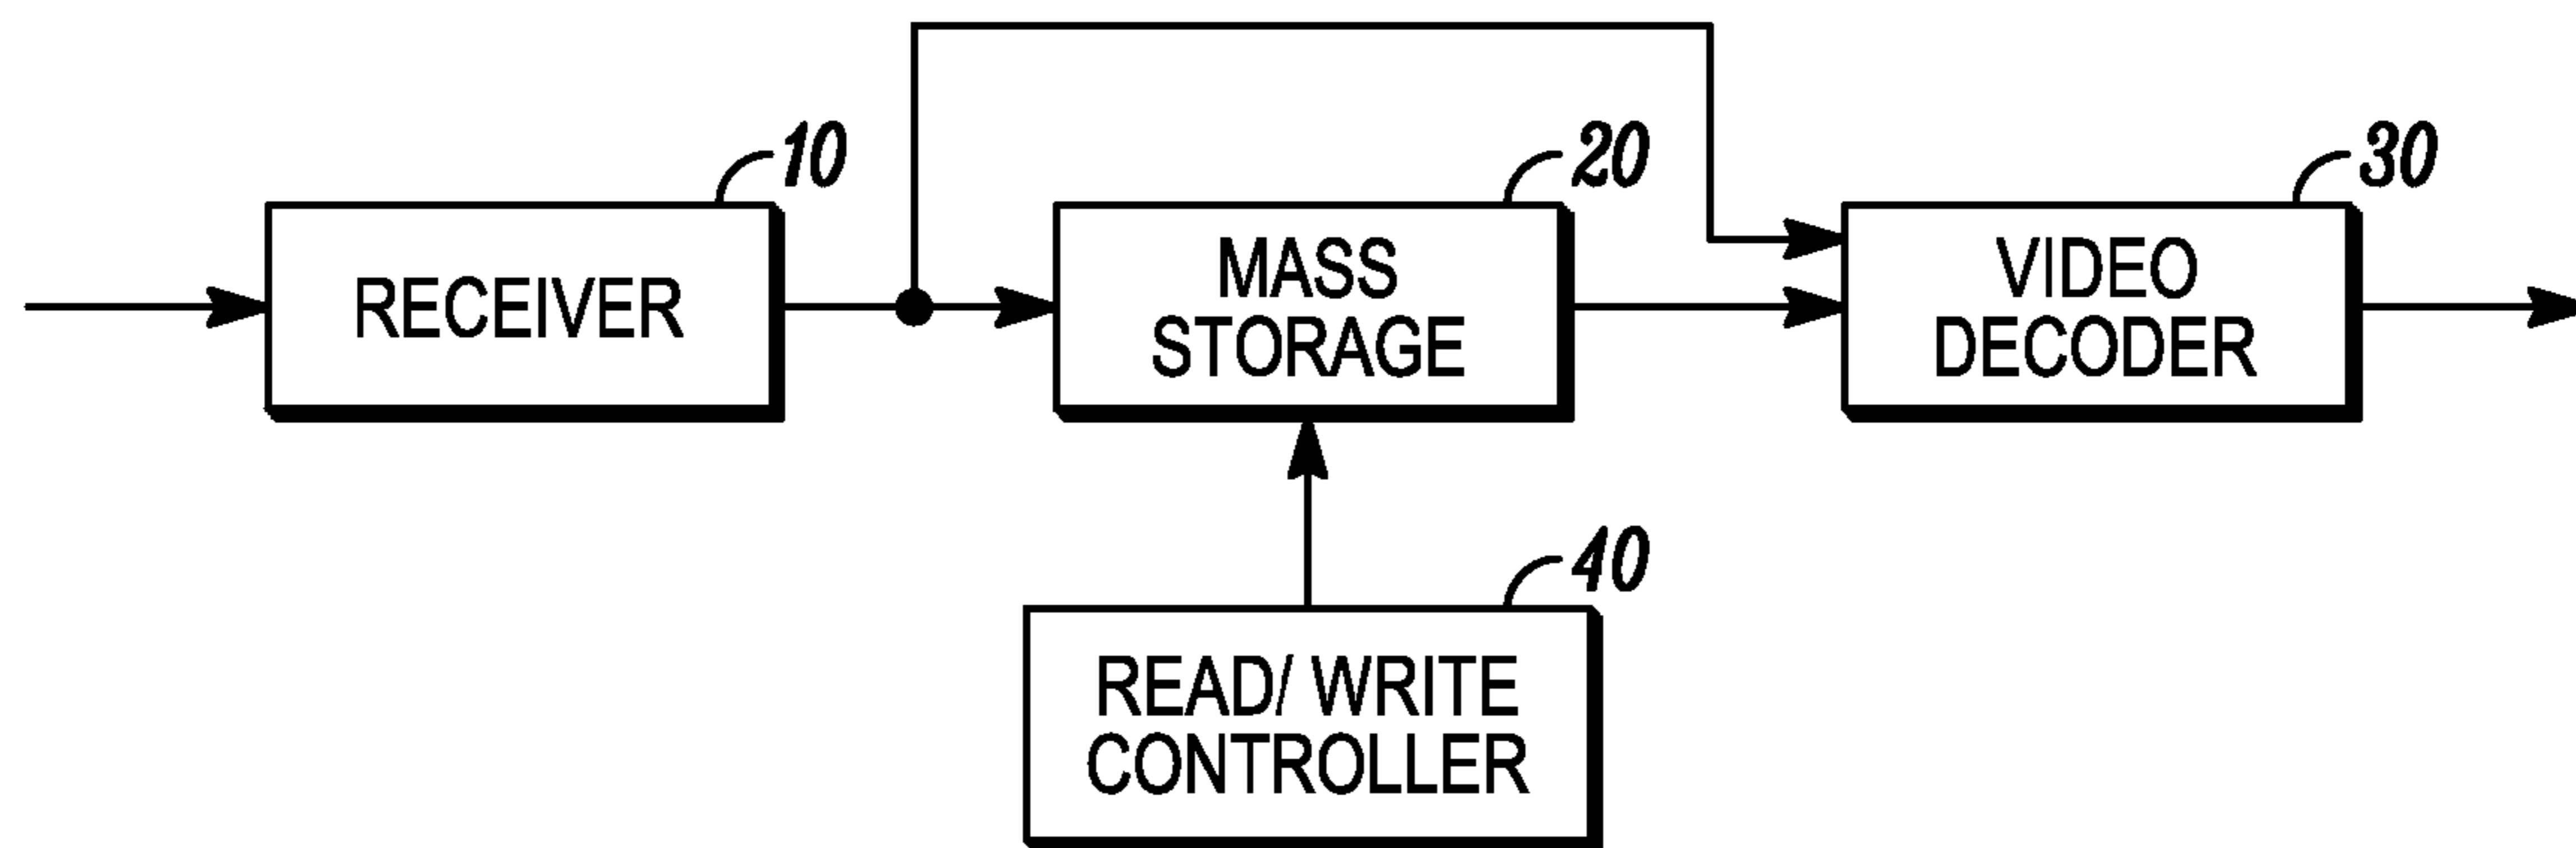 10
RECEIVER
20
MASS
STORAGE
30
VIDEO
DECODER
40
READ/ WRITE
CONTROLLER